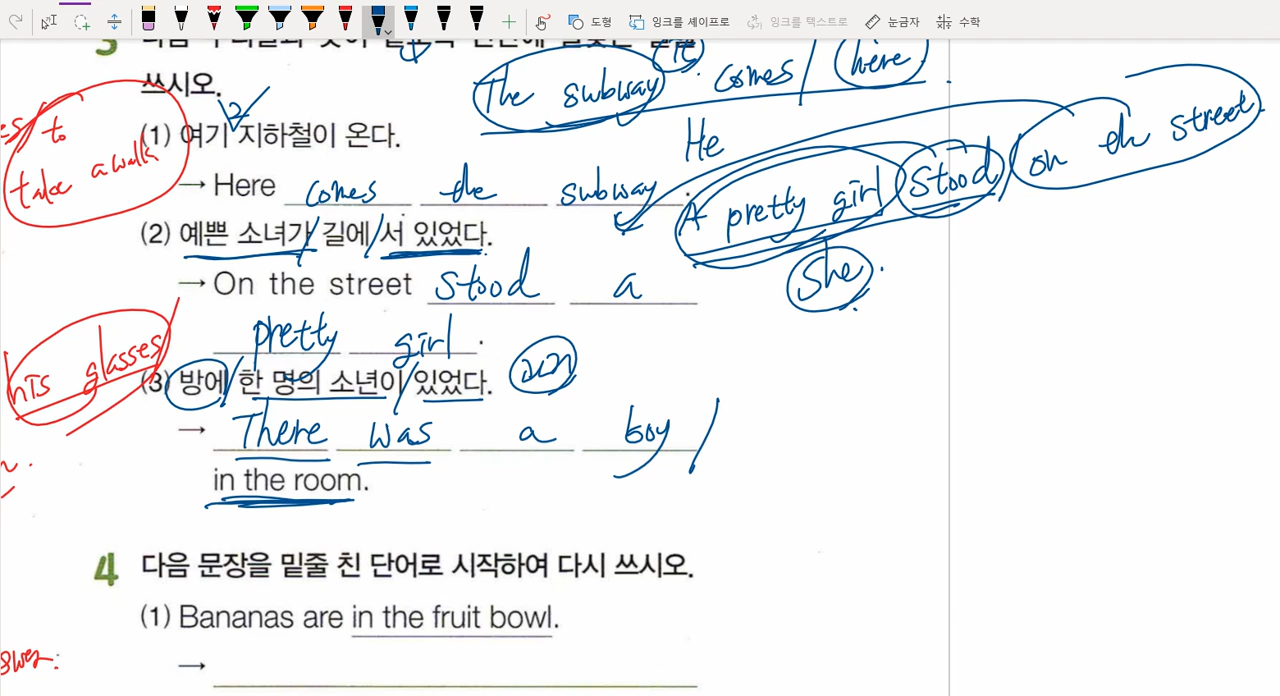 도형 잉크를 셰이프로 잉크를 텍스트로 눈금자 수학
The subway comes / here
쓰시오.
2
(1) 여기 지하철이 온다.
to
take a walk
He
→ Here comes the subway.
A pretty girl stood / on the street.
(2) 예쁜 소녀가 / 길에 / 서 있었다.
She
→ On the street stood a
pretty girl.
his glasses
(3) 방에 / 한 명의 소년이 / 있었다.
→ There was a boy /
in the room.
4 다음 문장을 밑줄 친 단어로 시작하여 다시 쓰시오.
(1) Bananas are in the fruit bowl.
→